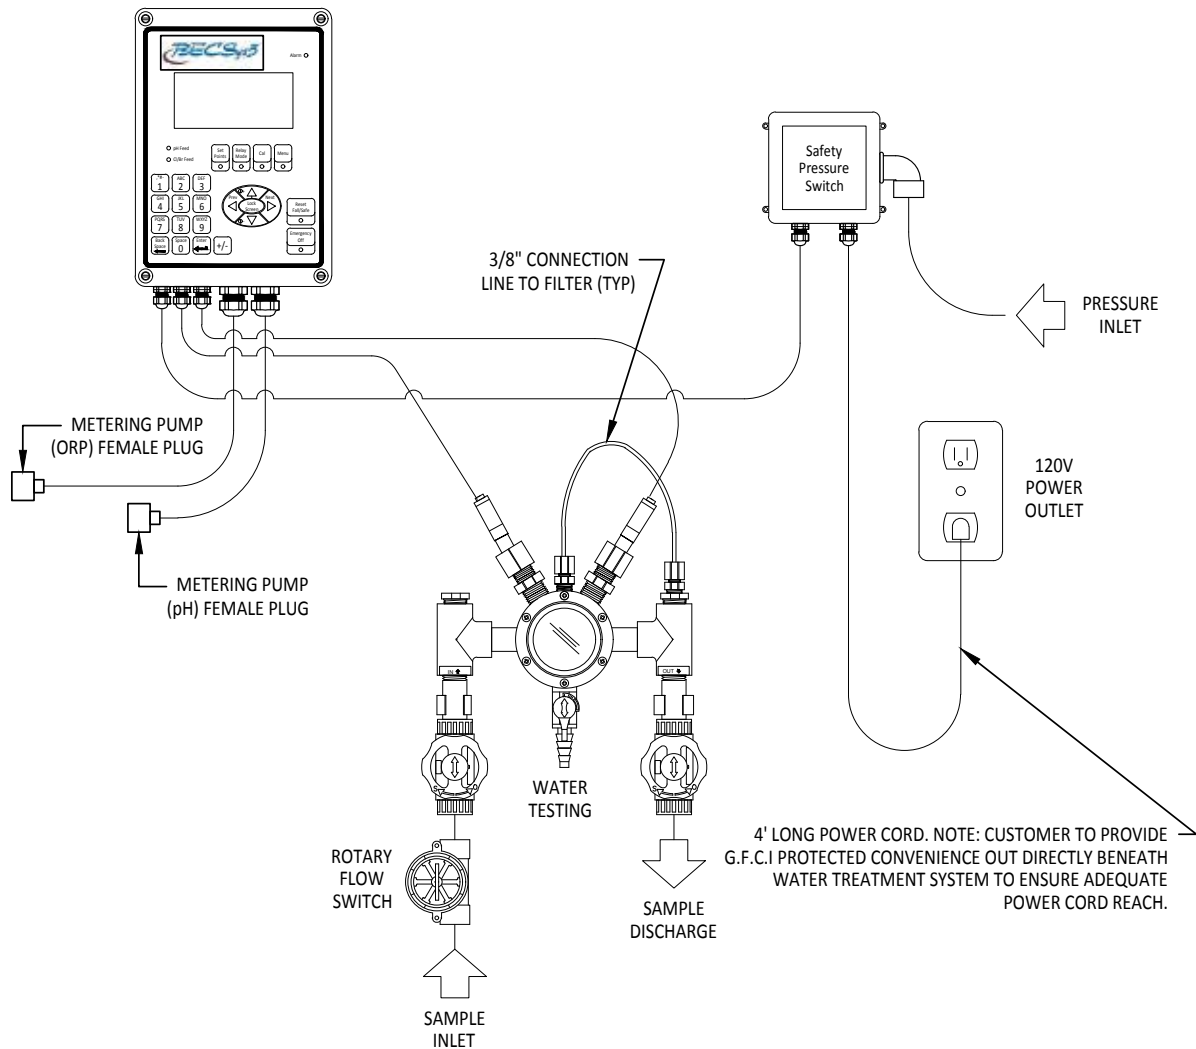 BECSys3
Alarm
pH Feed
Cl/Br Feed
Set Points
Relay Mode
Cal
Menu
1
ABC 2
DEF 3
GHI 4
JKL 5
MNO 6
PQRS 7
TUV 8
WXYZ 9
Back Space
Space 0
Enter
+/-
Prev
Next
Lock Screen
Reset Fail/Safe
Emergency Off
Safety
Pressure
Switch
3/8" CONNECTION
LINE TO FILTER (TYP)
PRESSURE
INLET
METERING PUMP
(ORP) FEMALE PLUG
METERING PUMP
(pH) FEMALE PLUG
120V
POWER
OUTLET
IN
OUT
WATER
TESTING
ROTARY
FLOW
SWITCH
SAMPLE
DISCHARGE
SAMPLE
INLET
4' LONG POWER CORD. NOTE: CUSTOMER TO PROVIDE
G.F.C.I PROTECTED CONVENIENCE OUT DIRECTLY BENEATH
WATER TREATMENT SYSTEM TO ENSURE ADEQUATE
POWER CORD REACH.